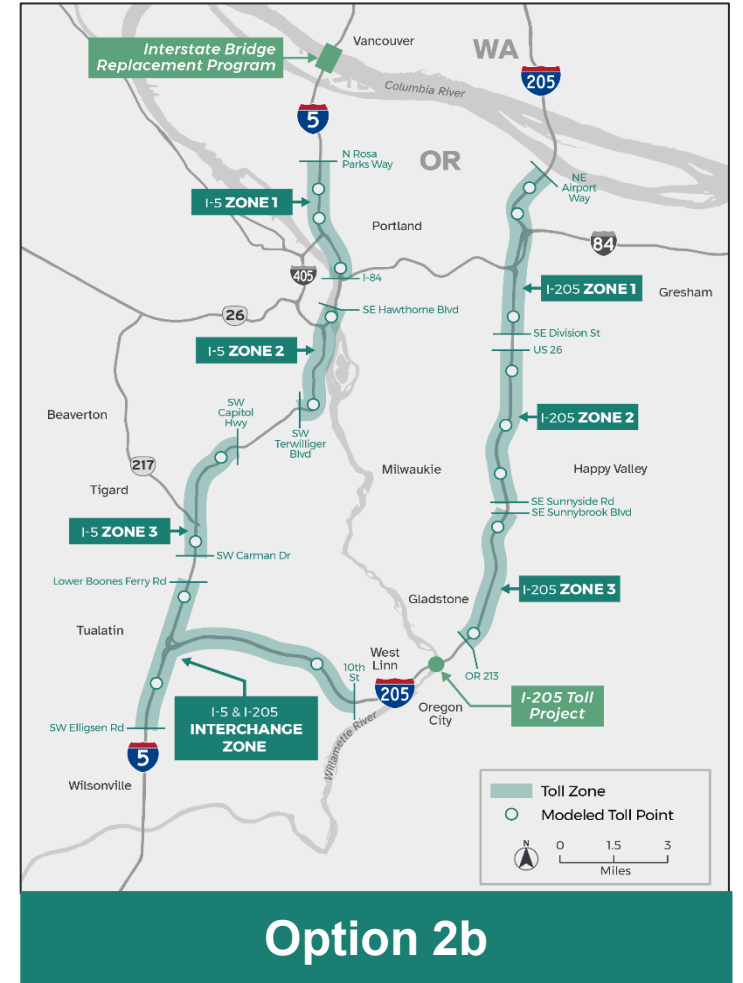 Interstate Bridge
Replacement Program
Vancouver
WA
205
Columbia River
5
N Rosa
Parks Way
OR
NE
Airport
Way
I-5 ZONE 1
Portland
84
405
I-84
I-205 ZONE 1
Gresham
26
SE Hawthorne Blvd
SE Division St
US 26
I-5 ZONE 2
SW
Capitol
Hwy
Beaverton
SW
Terwilliger
Blvd
I-205 ZONE 2
217
Milwaukie
Happy Valley
Tigard
SE Sunnyside Rd
SE Sunnybrook Blvd
I-5 ZONE 3
SW Carman Dr
Lower Boones Ferry Rd
I-205 ZONE 3
Gladstone
Tualatin
West
Linn
10th
St
OR 213
205
I-5 & I-205
INTERCHANGE
ZONE
Oregon
City
I-205 Toll
Project
SW Elligsen Rd
Willamette River
5
Wilsonville
Toll Zone
Modeled Toll Point
N
0 1.5 3
Miles
Option 2b